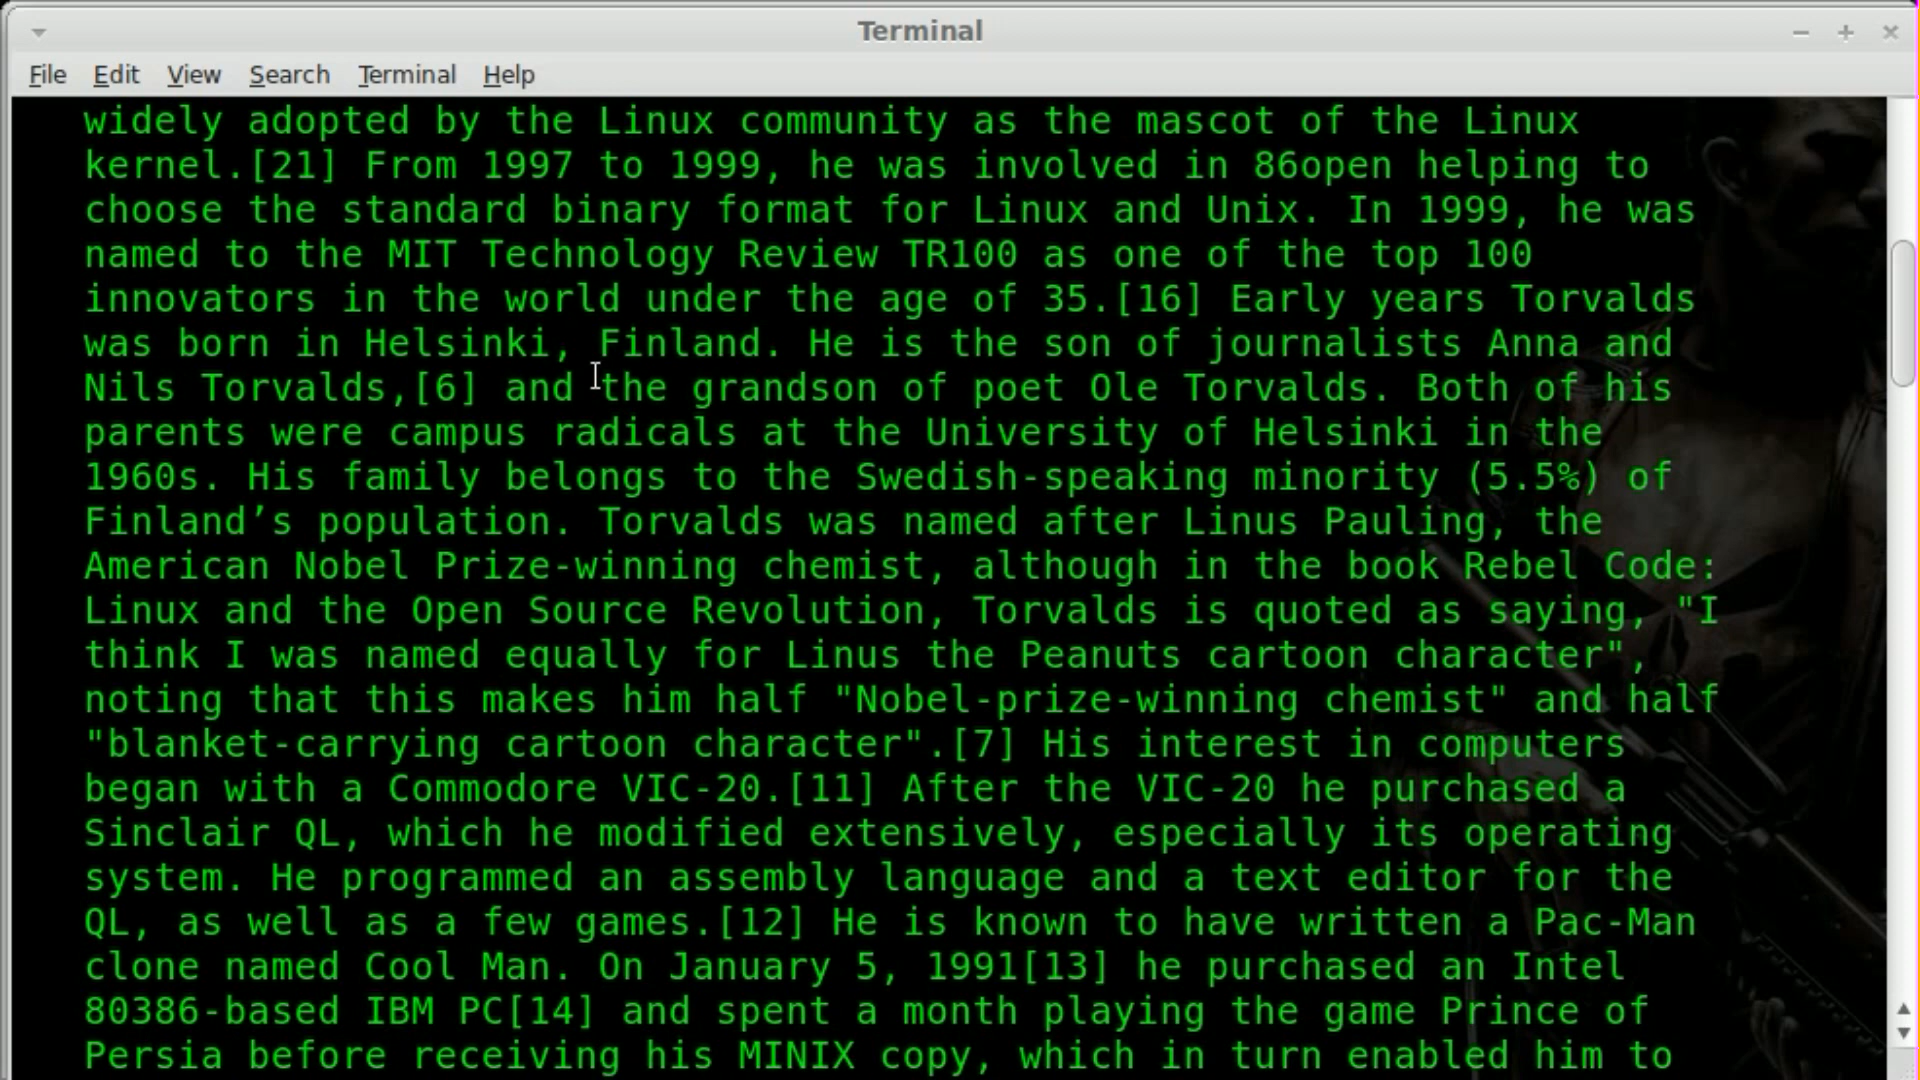 Terminal
File Edit View Search Terminal Help
widely adopted by the Linux community as the mascot of the Linux
kernel.[21] From 1997 to 1999, he was involved in 86open helping to
choose the standard binary format for Linux and Unix. In 1999, he was
named to the MIT Technology Review TR100 as one of the top 100
innovators in the world under the age of 35.[16] Early years Torvalds
was born in Helsinki, Finland. He is the son of journalists Anna and
Nils Torvalds,[6] and the grandson of poet Ole Torvalds. Both of his
parents were campus radicals at the University of Helsinki in the
1960s. His family belongs to the Swedish-speaking minority (5.5%) of
Finland’s population. Torvalds was named after Linus Pauling, the
American Nobel Prize-winning chemist, although in the book Rebel Code:
Linux and the Open Source Revolution, Torvalds is quoted as saying, "I
think I was named equally for Linus the Peanuts cartoon character",
noting that this makes him half "Nobel-prize-winning chemist" and half
"blanket-carrying cartoon character".[7] His interest in computers
began with a Commodore VIC-20.[11] After the VIC-20 he purchased a
Sinclair QL, which he modified extensively, especially its operating
system. He programmed an assembly language and a text editor for the
QL, as well as a few games.[12] He is known to have written a Pac-Man
clone named Cool Man. On January 5, 1991[13] he purchased an Intel
80386-based IBM PC[14] and spent a month playing the game Prince of
Persia before receiving his MINIX copy, which in turn enabled him to